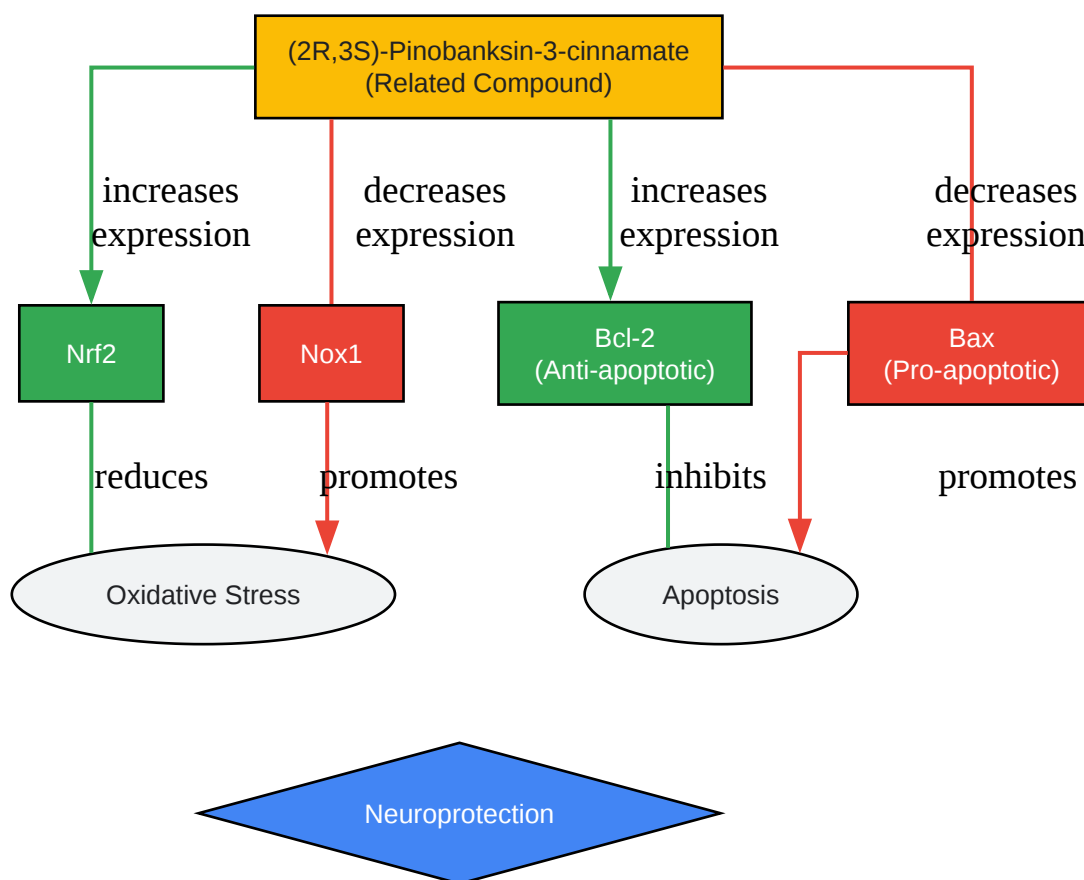 (2R,3S)-Pinobanksin-3-cinnamate
(Related Compound)
increases
expression
decreases
expression
increases
expression
decreases
expression
Nrf2
Nox1
Bcl-2
(Anti-apoptotic)
Bax
(Pro-apoptotic)
reduces
promotes
inhibits
promotes
Oxidative Stress
Apoptosis
Neuroprotection